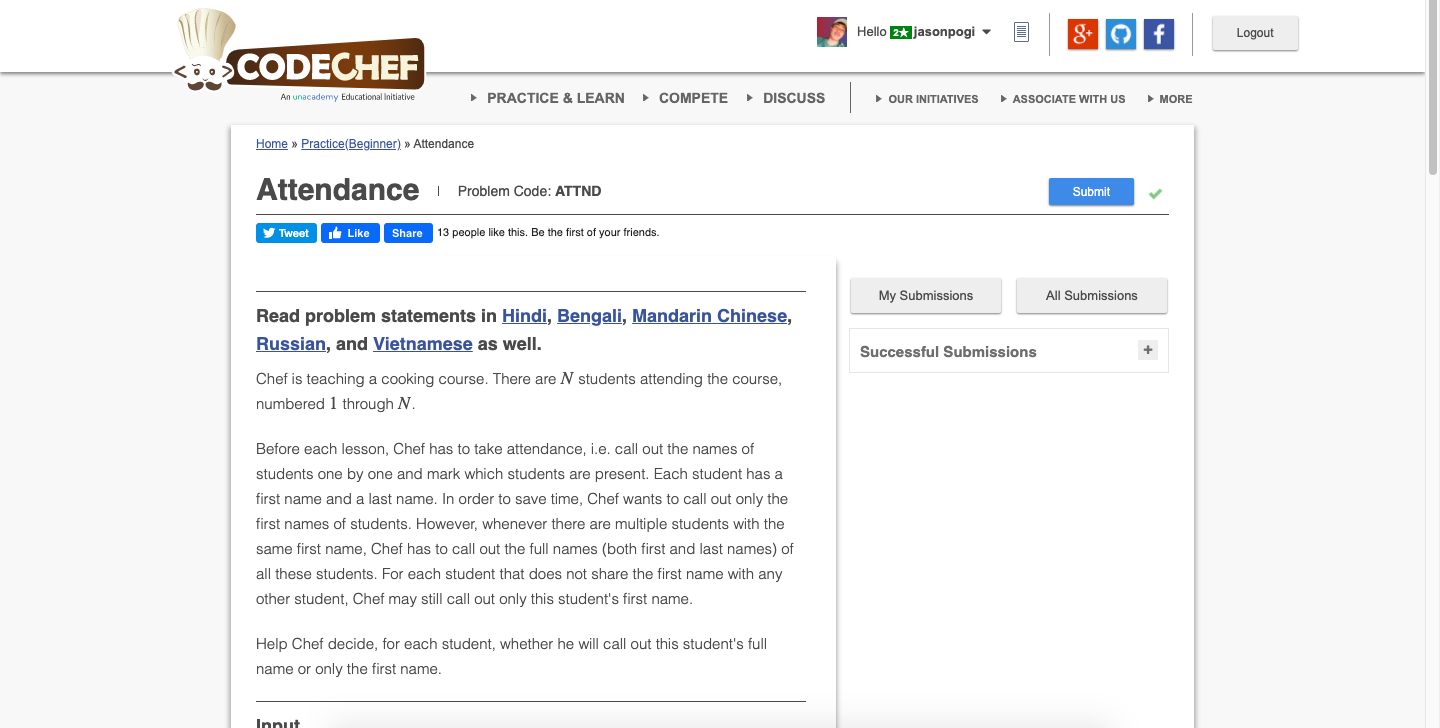 Hello 2★ jasonpogi
Logout
CODECHEF
An unacademy Educational Initiative
PRACTICE & LEARN COMPETE DISCUSS OUR INITIATIVES ASSOCIATE WITH US MORE
Home » Practice(Beginner) » Attendance
Attendance | Problem Code: ATTND
Submit
Tweet Like Share 13 people like this. Be the first of your friends.
My Submissions All Submissions
Successful Submissions +
Read problem statements in Hindi, Bengali, Mandarin Chinese,
Russian, and Vietnamese as well.
Chef is teaching a cooking course. There are N students attending the course,
numbered 1 through N.
Before each lesson, Chef has to take attendance, i.e. call out the names of
students one by one and mark which students are present. Each student has a
first name and a last name. In order to save time, Chef wants to call out only the
first names of students. However, whenever there are multiple students with the
same first name, Chef has to call out the full names (both first and last names) of
all these students. For each student that does not share the first name with any
other student, Chef may still call out only this student's first name.
Help Chef decide, for each student, whether he will call out this student's full
name or only the first name.
Input